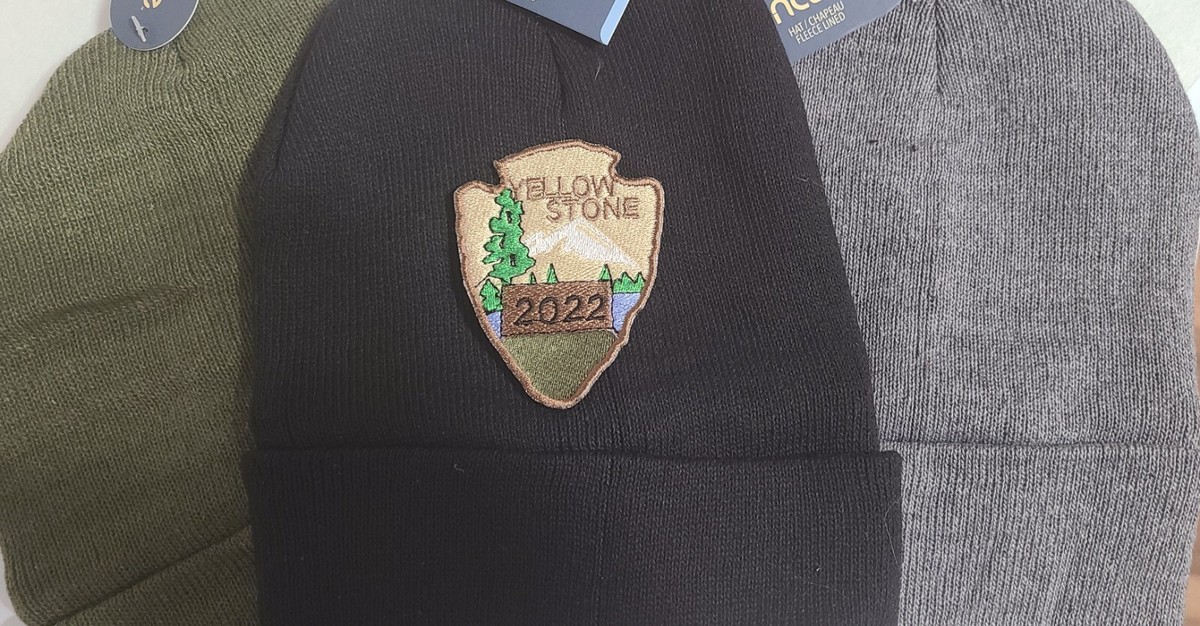 HAT / CHAPEAU
FLEECE LINED
YELLOW
STONE
2022